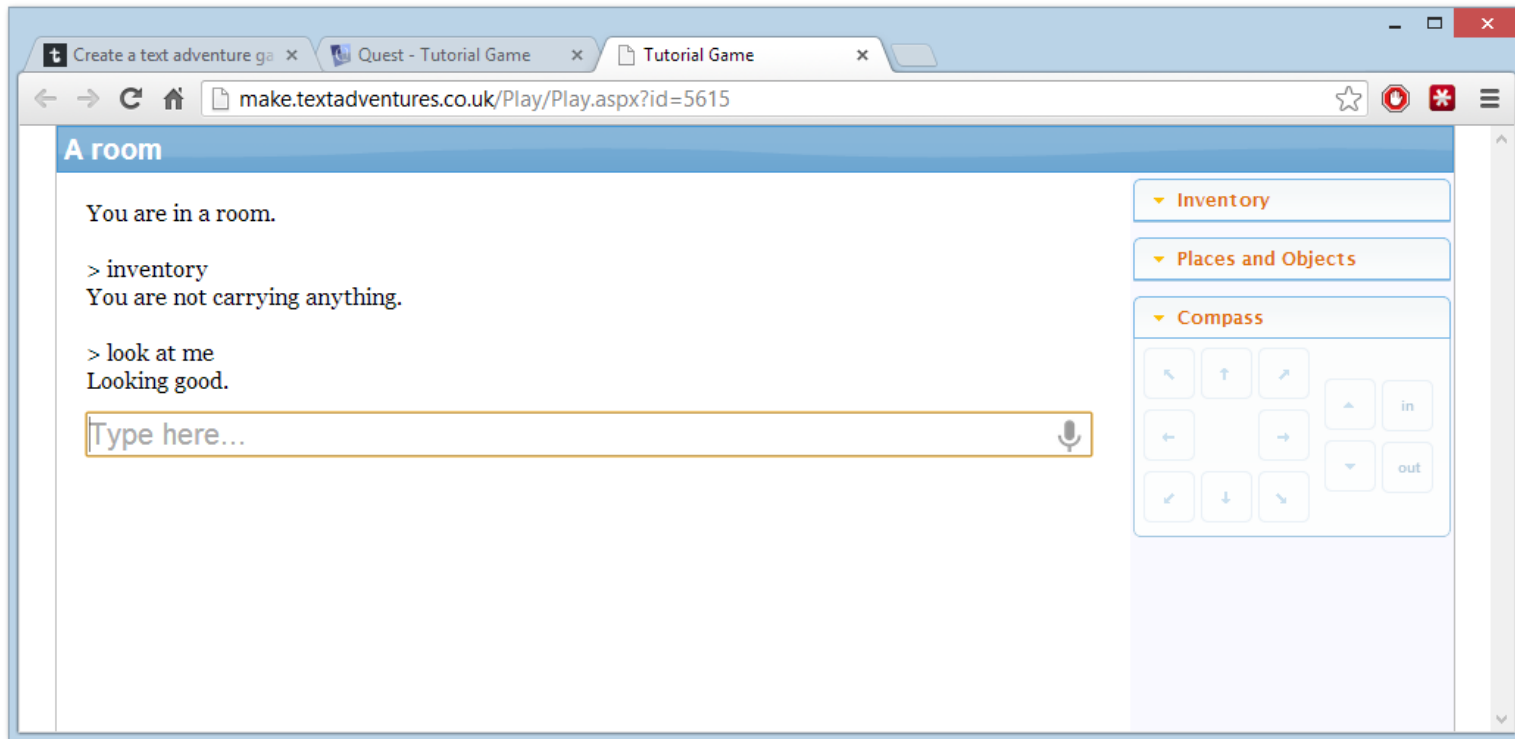 Create a text adventure ga
Quest - Tutorial Game
Tutorial Game
make.textadventures.co.uk/Play/Play.aspx?id=5615
A room
You are in a room.
> inventory
You are not carrying anything.
> look at me
Looking good.
Type here...
Inventory
Places and Objects
Compass
in
out